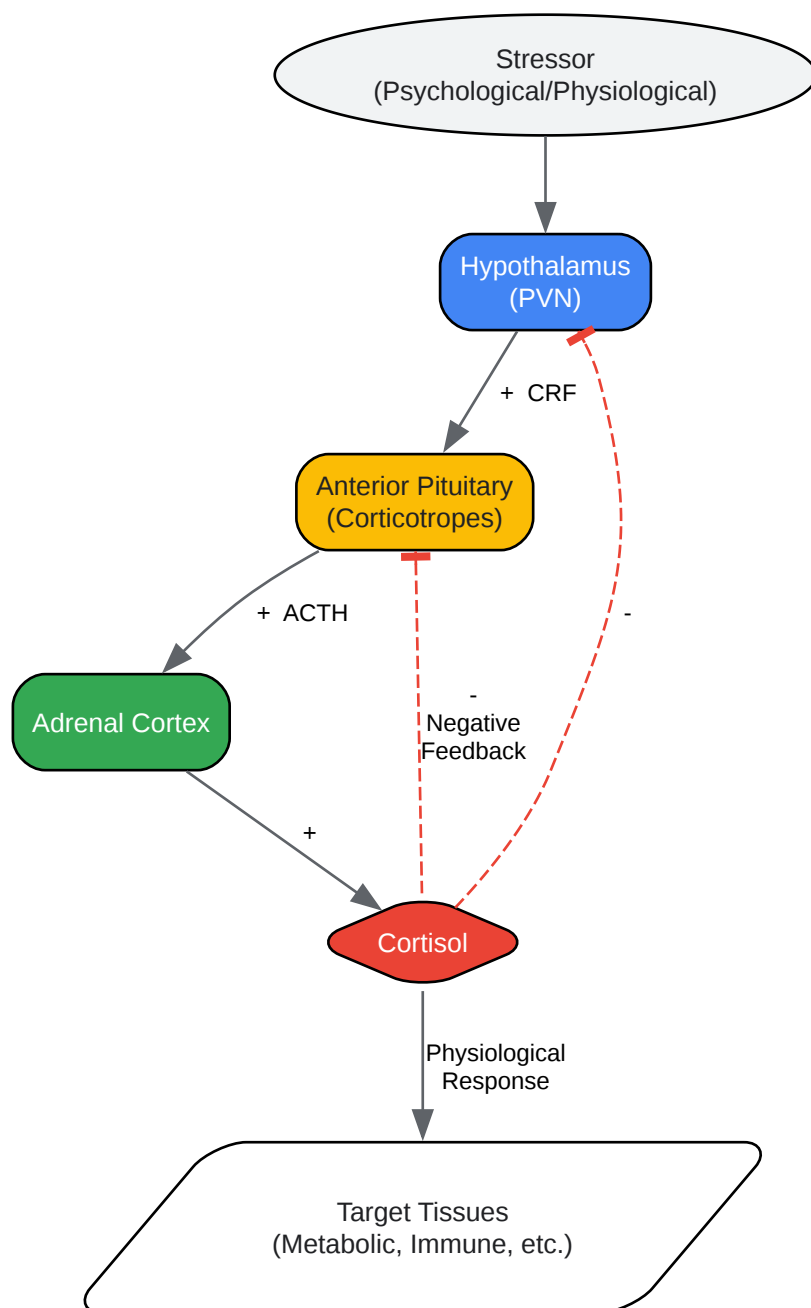 Stressor
(Psychological/Physiological)
Hypothalamus
(PVN)
+ CRF
Anterior Pituitary
(Corticotropes)
+ ACTH
-
-
Negative
Feedback
Adrenal Cortex
+
Cortisol
Physiological
Response
Target Tissues
(Metabolic, Immune, etc.)